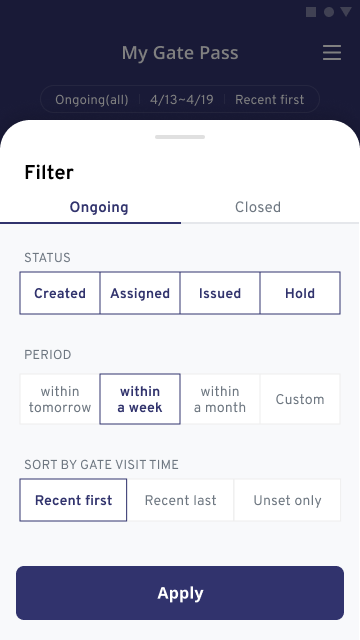 My Gate Pass
Ongoing(all) 4/13~4/19 Recent first
Filter
Ongoing Closed
STATUS
Created Assigned Issued Hold
PERIOD
within tomorrow within a week within a month Custom
SORT BY GATE VISIT TIME
Recent first Recent last Unset only
Apply